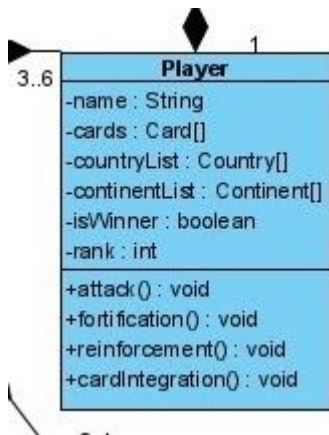 1
3..6
Player
-name : String
-cards : Card[]
-countryList : Country[]
-continentList : Continent[]
-isWinner : boolean
-rank : int
+attack() : void
+fortification() : void
+reinforcement() : void
+cardIntegration() : void